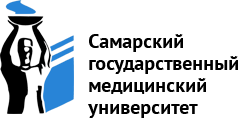 Самарский
государственный
медицинский
университет